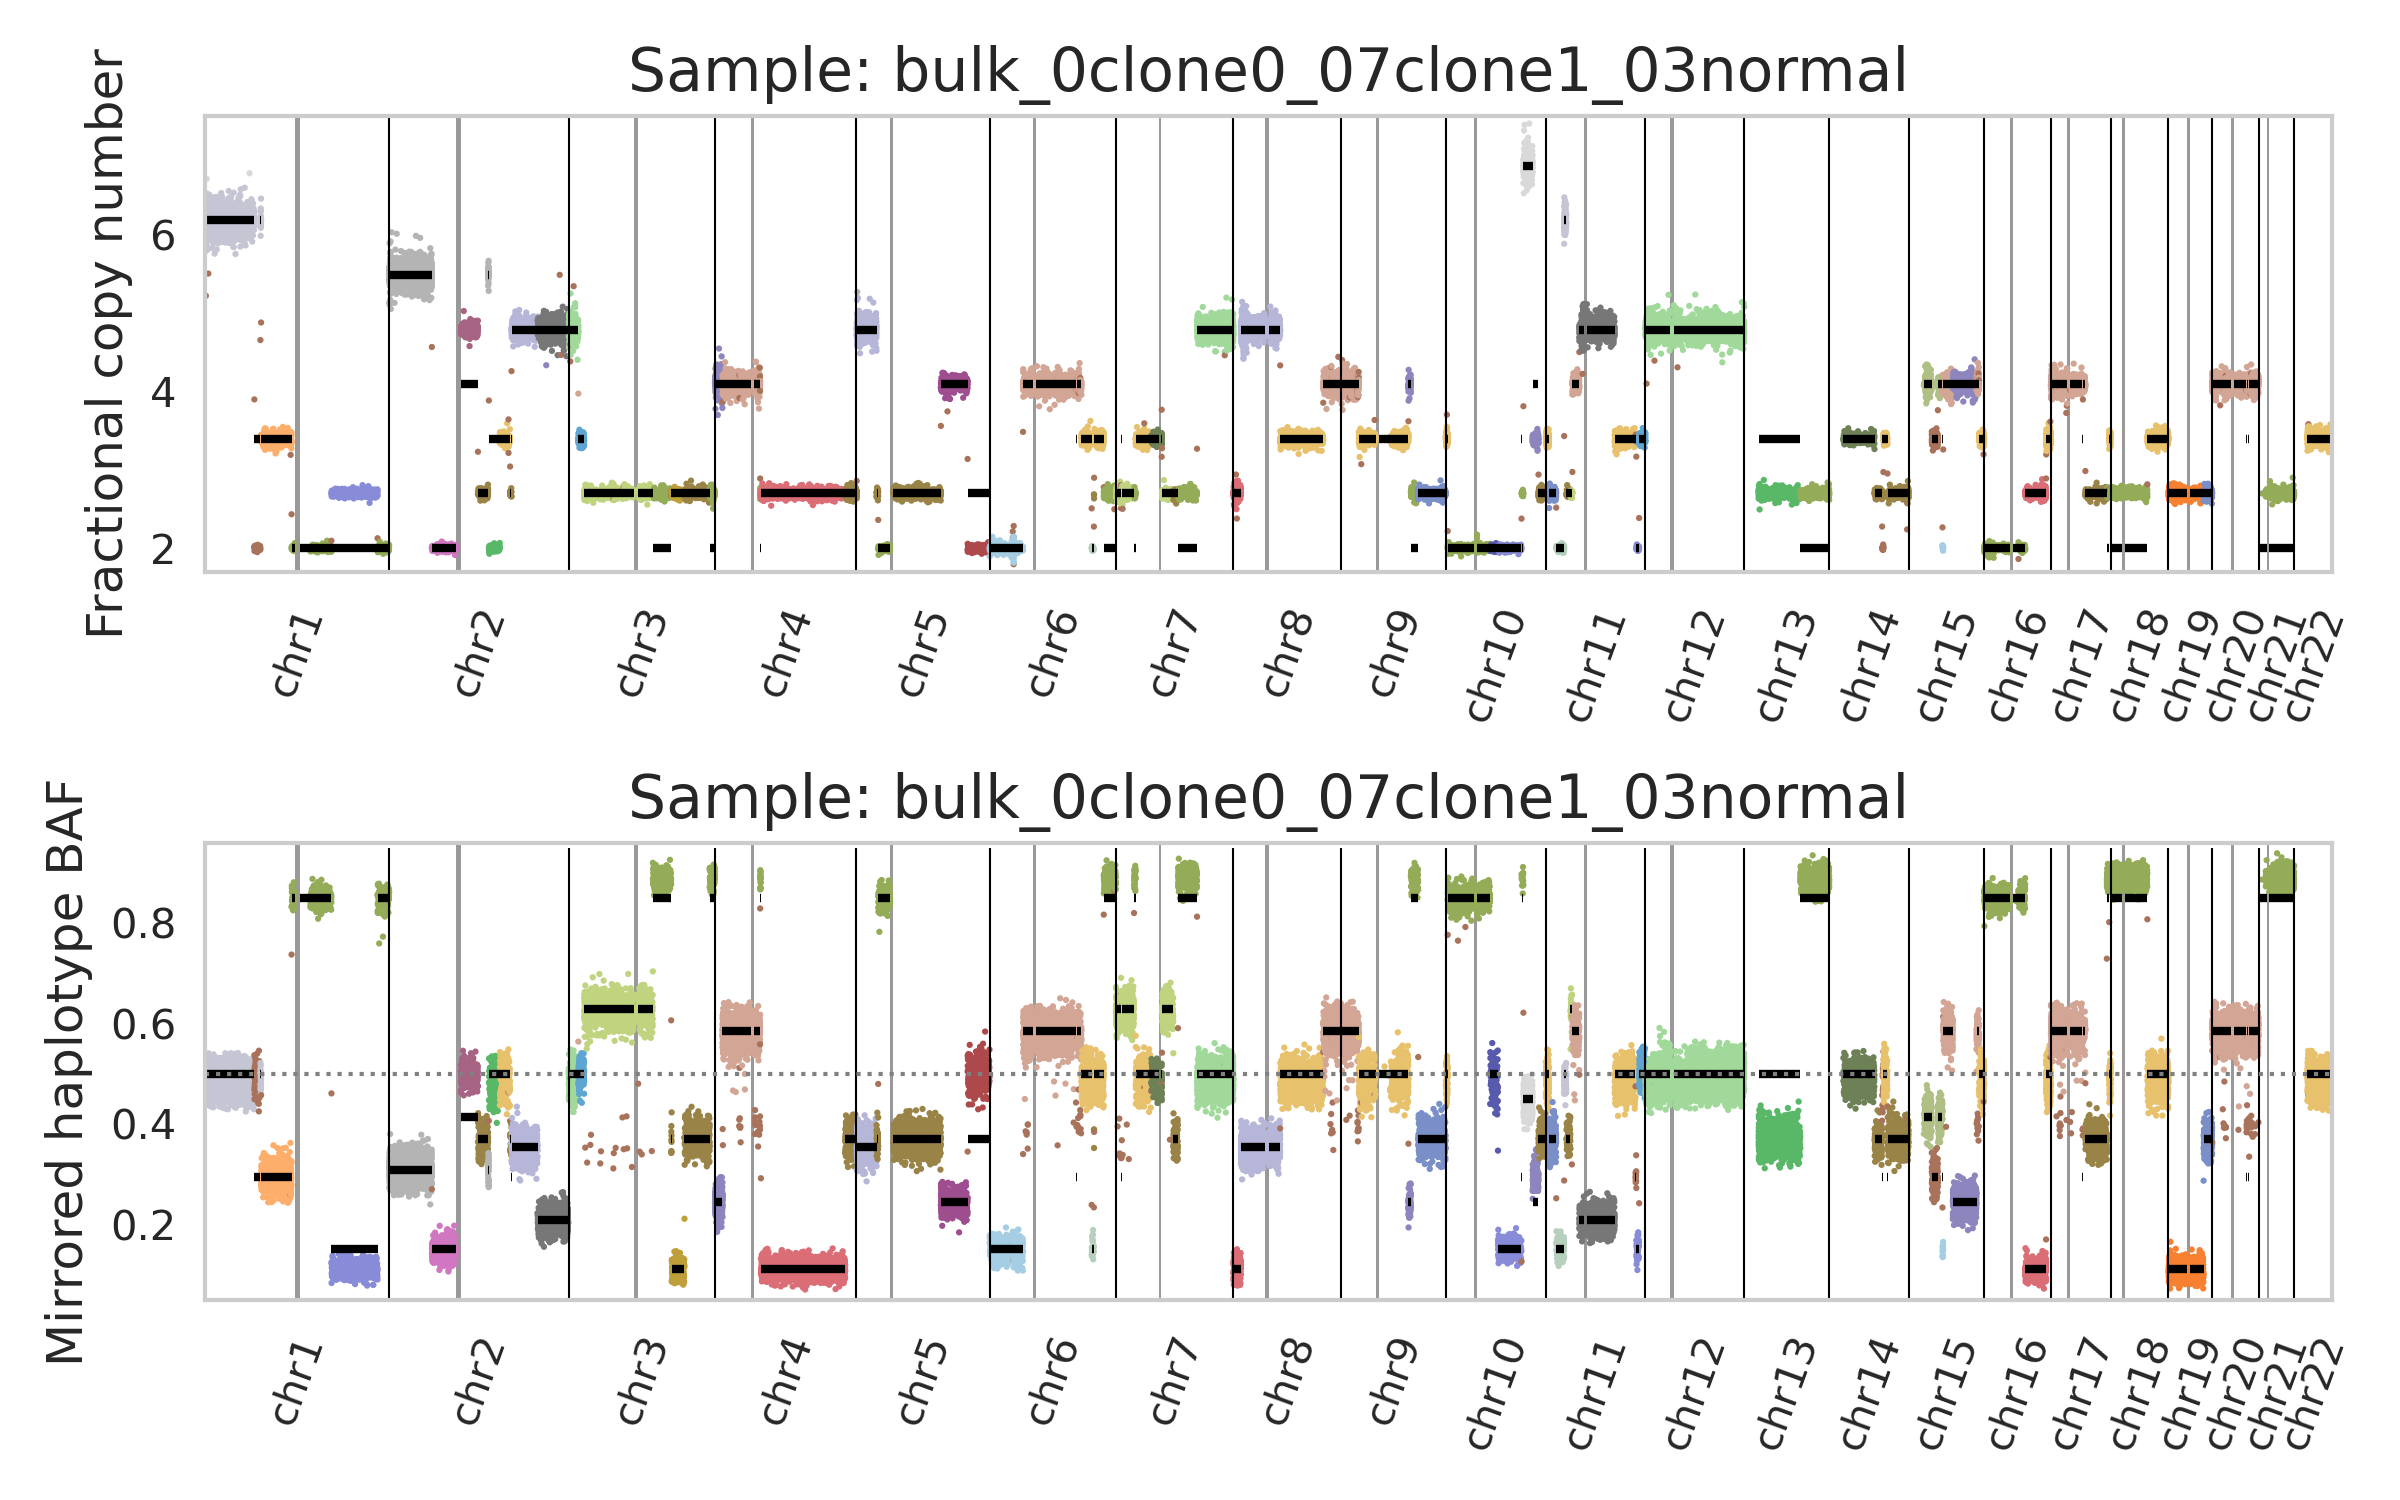 Sample: bulk_0clone0_07clone1_03normal
Fractional copy number
6
4
2
chr1 chr2 chr3 chr4 chr5 chr6 chr7 chr8 chr9 chr10 chr11 chr12 chr13 chr14 chr15 chr16 chr17 chr18 chr19 chr20 chr21 chr22
Sample: bulk_0clone0_07clone1_03normal
Mirrored haplotype BAF
0.8
0.6
0.4
0.2
chr1 chr2 chr3 chr4 chr5 chr6 chr7 chr8 chr9 chr10 chr11 chr12 chr13 chr14 chr15 chr16 chr17 chr18 chr19 chr20 chr21 chr22